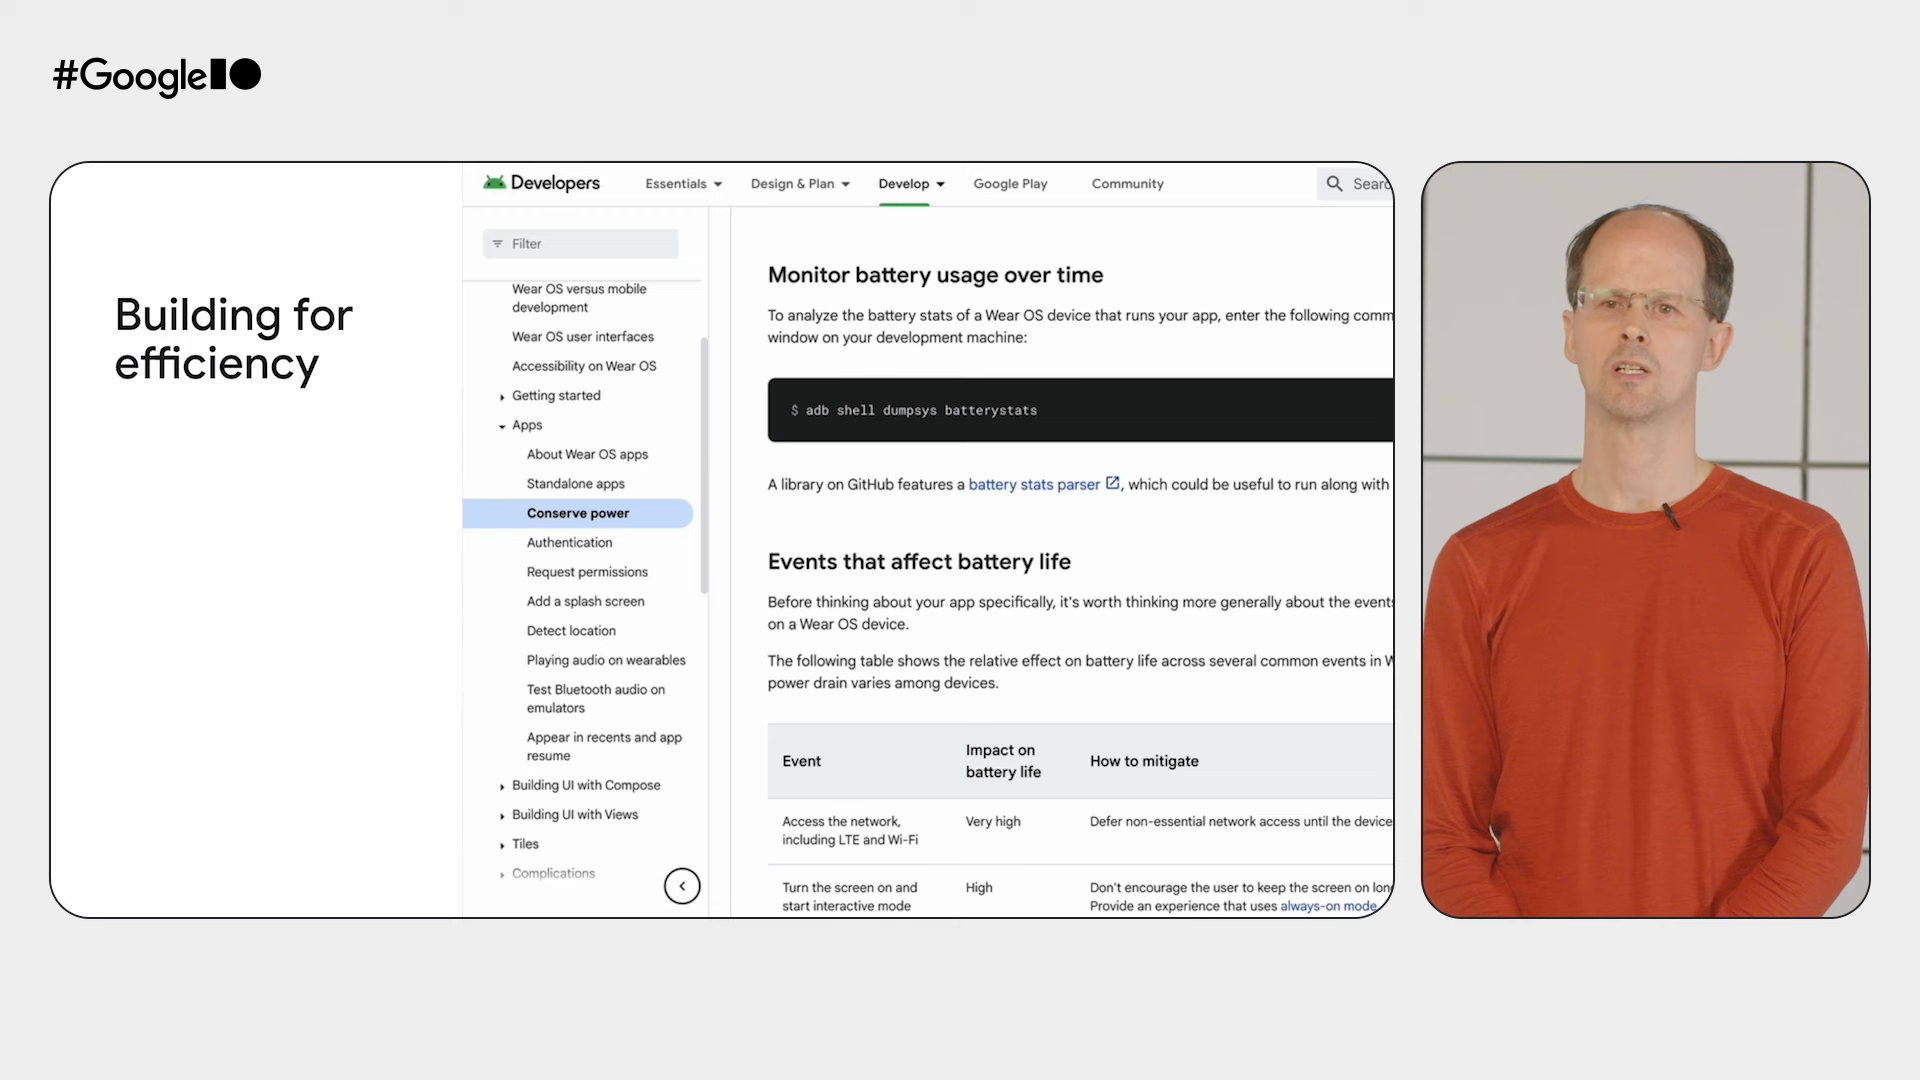 #GoogleIO
Building for
efficiency
Developers
Essentials
Design & Plan
Develop
Google Play
Community
Filter
Wear OS versus mobile
development
Wear OS user interfaces
Accessibility on Wear OS
Getting started
Apps
About Wear OS apps
Standalone apps
Conserve power
Authentication
Request permissions
Add a splash screen
Detect location
Playing audio on wearables
Test Bluetooth audio on
emulators
Appear in recents and app
resume
Building UI with Compose
Building UI with Views
Tiles
Complications
Monitor battery usage over time
To analyze the battery stats of a Wear OS device that runs your app, enter the following
window on your development machine:
$ adb shell dumpsys batterystats
A library on GitHub features a battery stats parser, which could be useful to run along with
Events that affect battery life
Before thinking about your app specifically, it's worth thinking more generally about the events
on a Wear OS device.
The following table shows the relative effect on battery life across several common events in
power drain varies among devices.
Event
Impact on
battery life
How to mitigate
Access the network,
including LTE and Wi-Fi
Very high
Defer non-essential network access until the device
Turn the screen on and
start interactive mode
High
Don't encourage the user to keep the screen on
Provide an experience that uses always-on mode